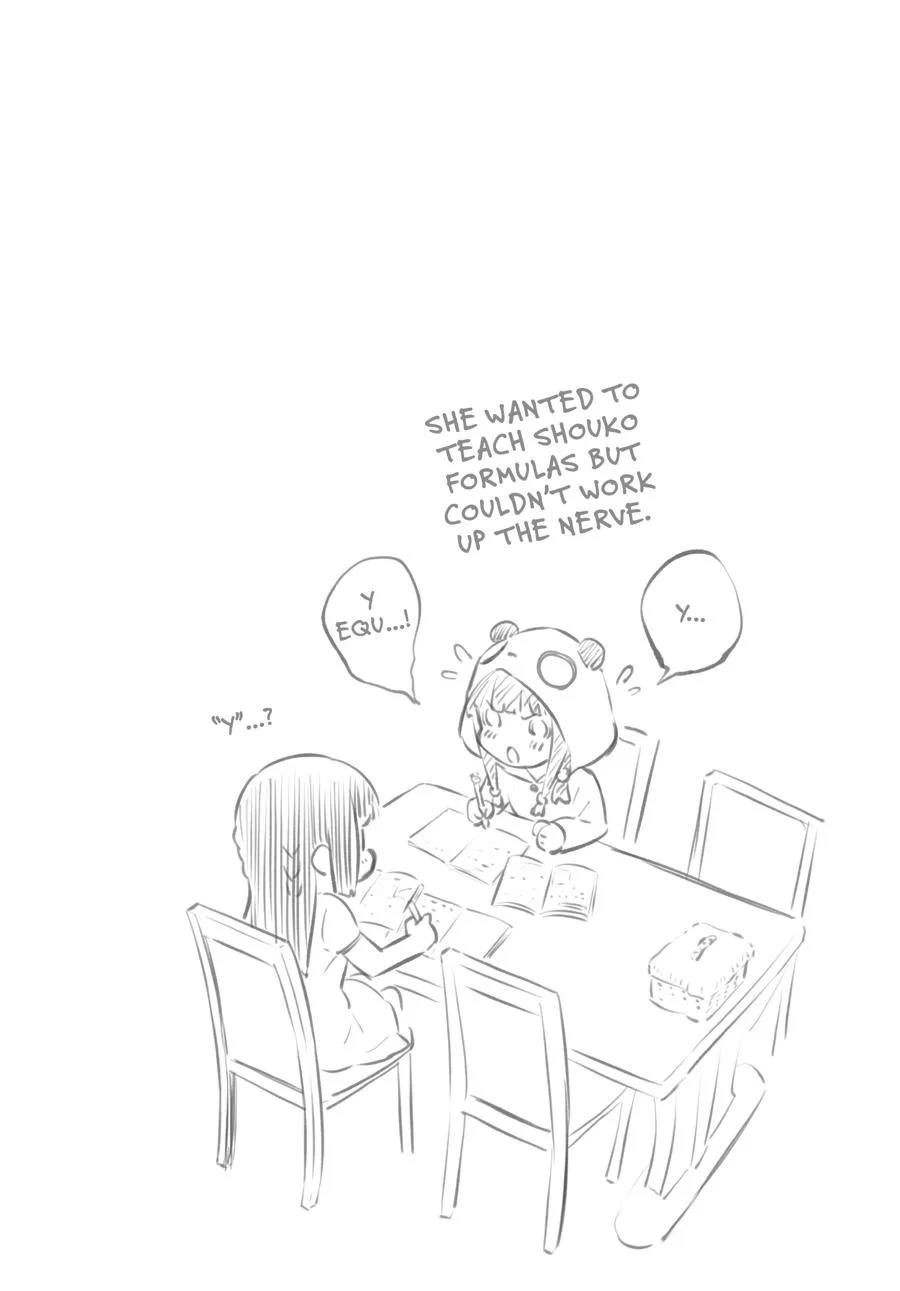 SHE WANTED TO
TEACH SHOUKO
FORMULAS BUT
COULDN'T WORK
UP THE NERVE.
Y...
Y
EQU...!
"Y"...?